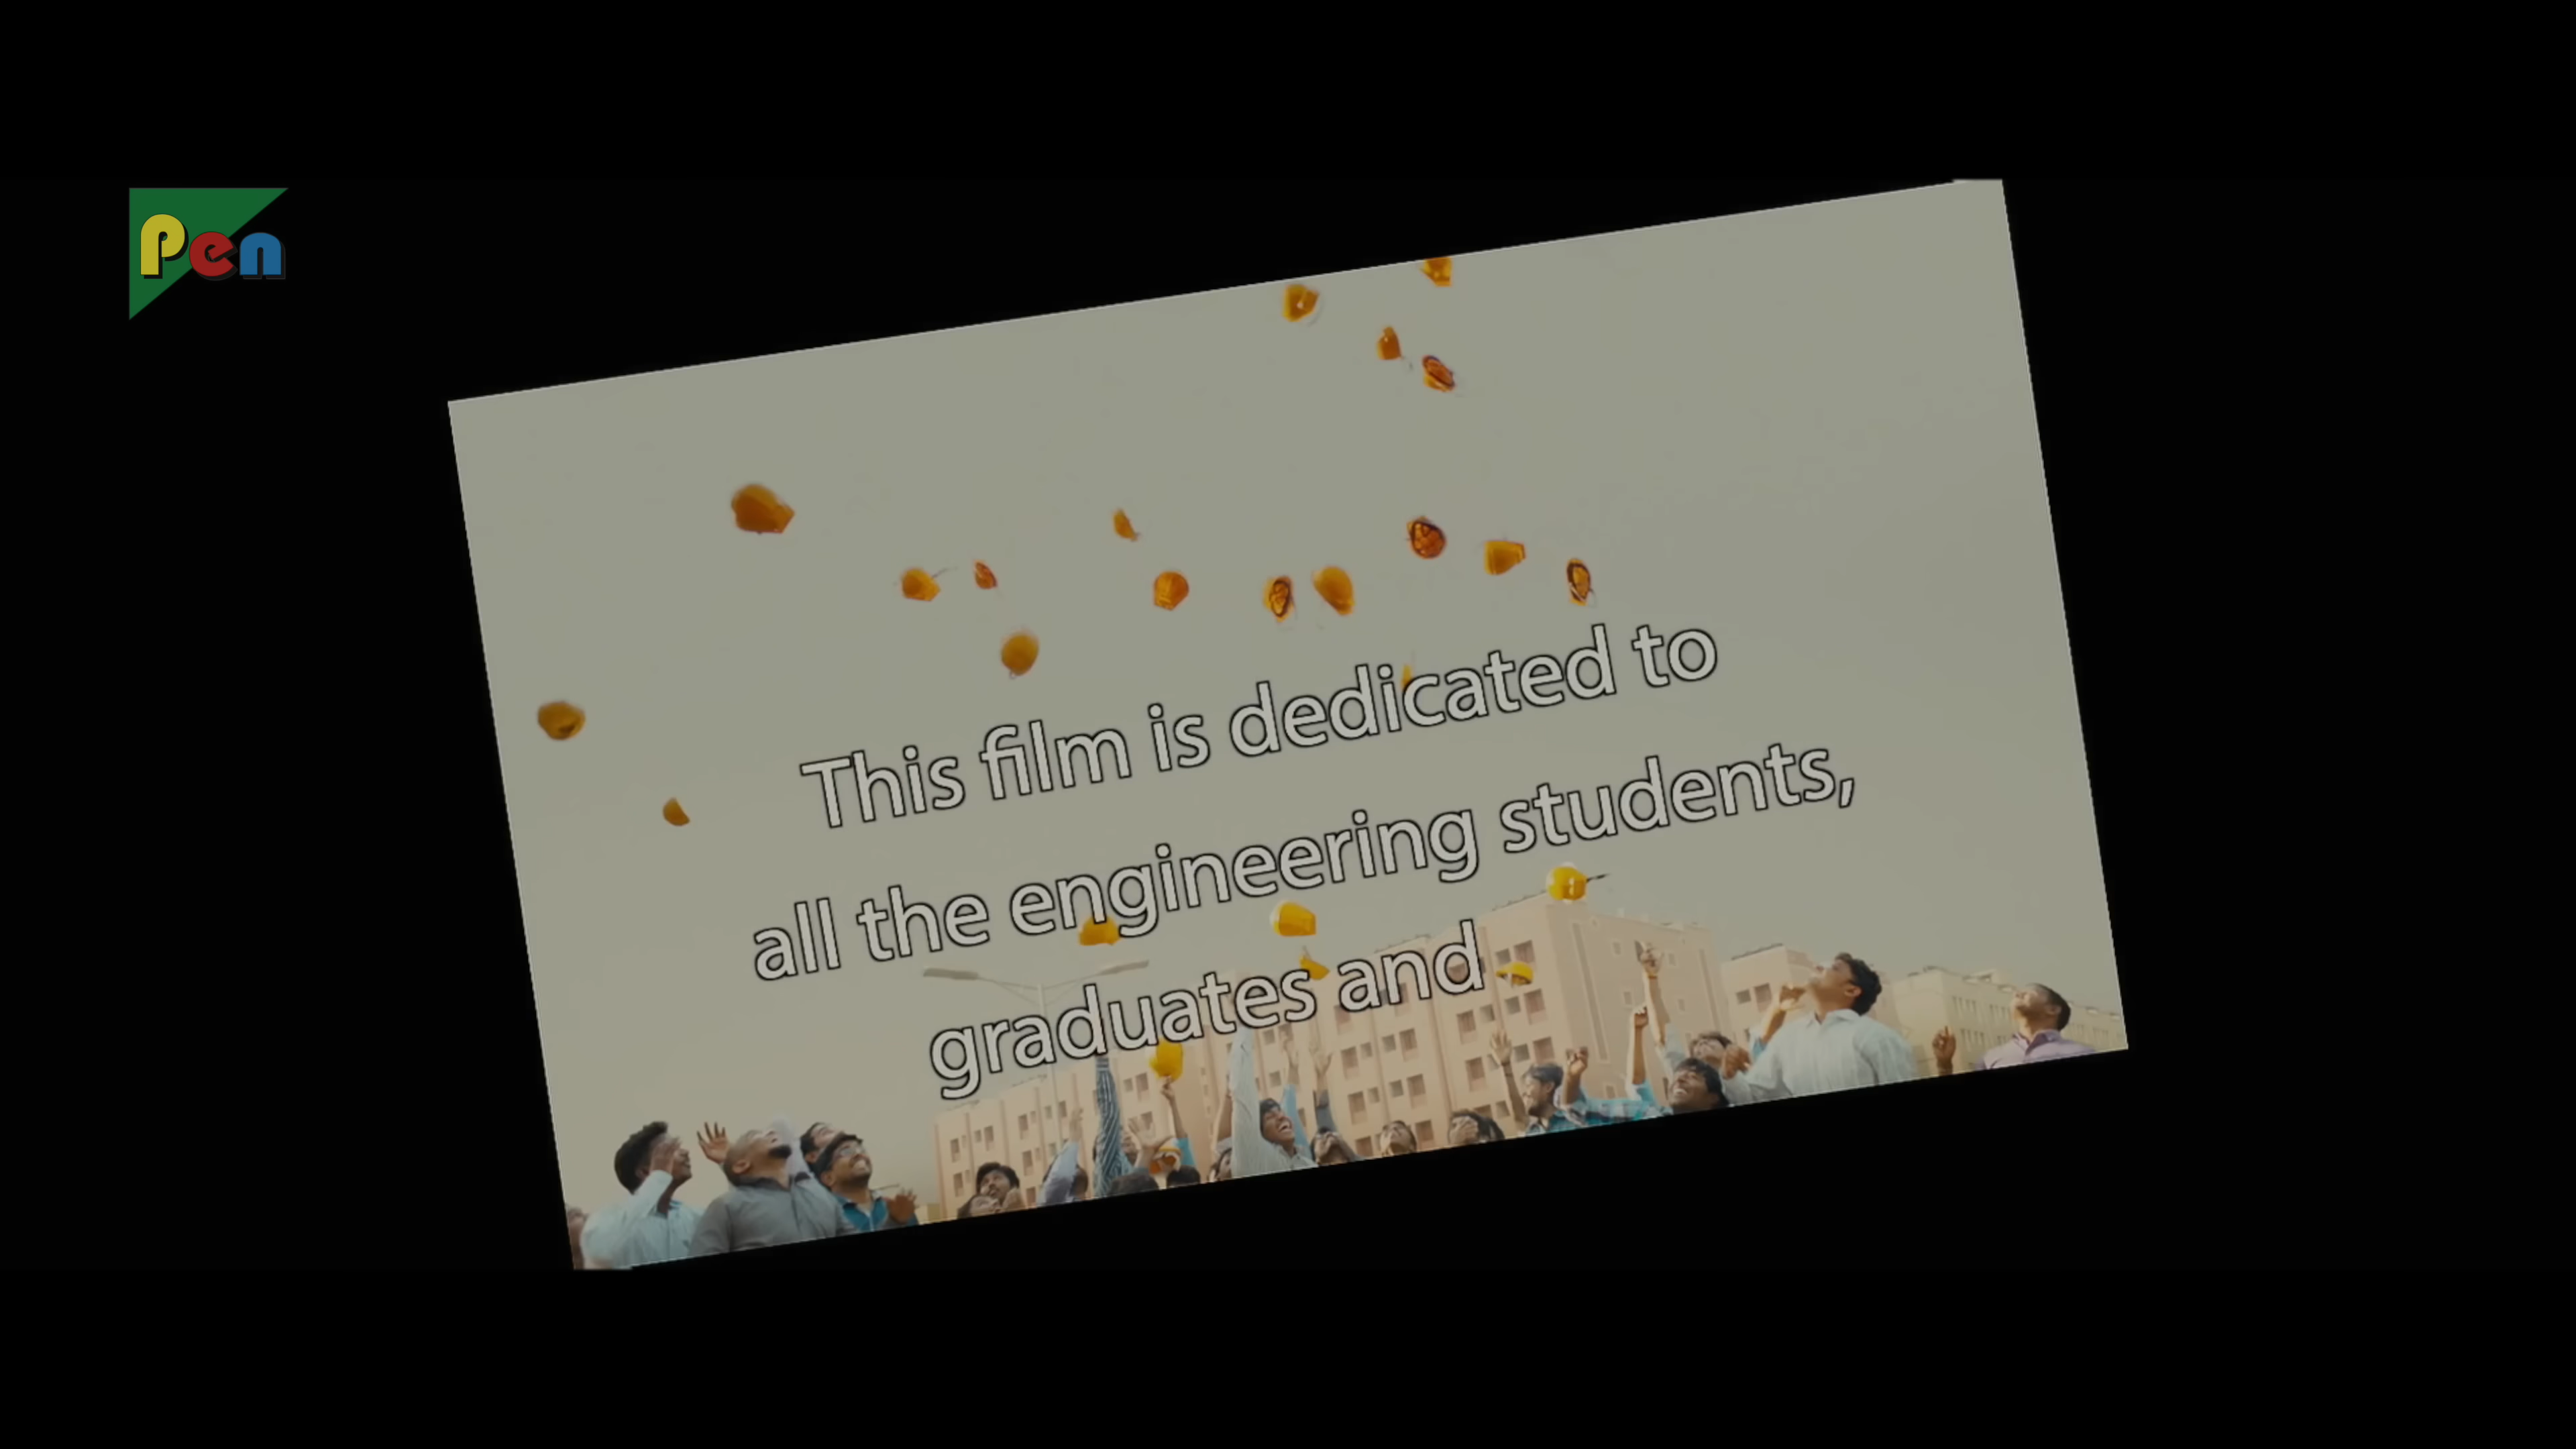 Pen
This film is dedicated to
all the engineering students,
graduates and